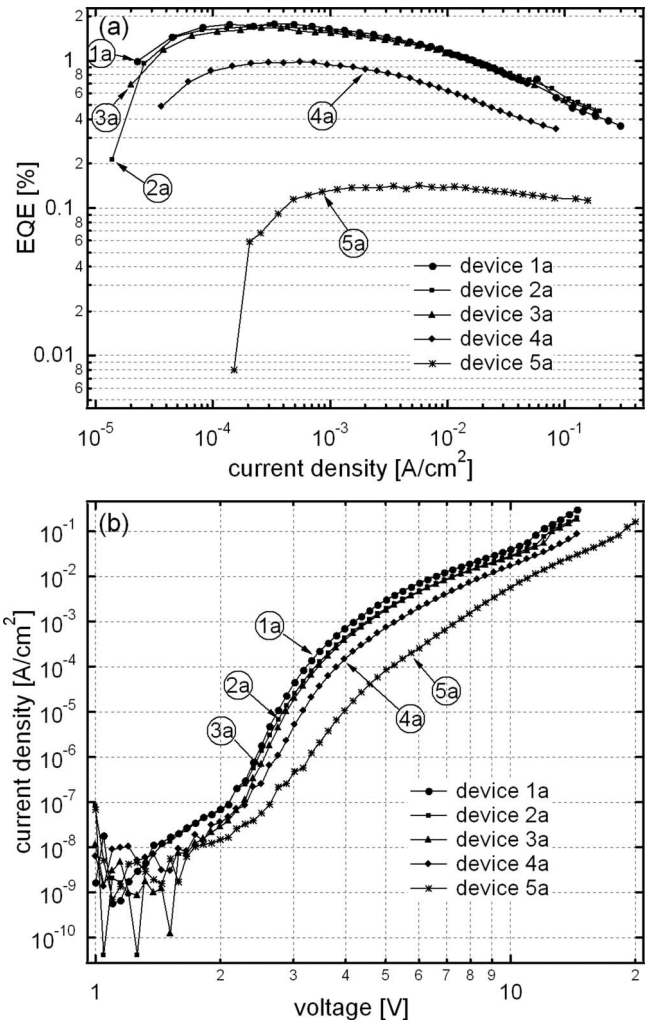 (a)
EQE [%]
2
1
8
6
4
2
0.1
8
6
4
2
0.01
8
6
1a
3a
2a
4a
5a
device 1a
device 2a
device 3a
device 4a
device 5a
10⁻⁵ 10⁻⁴ 10⁻³ 10⁻² 10⁻¹
current density [A/cm²]
(b)
current density [A/cm²]
10⁻¹
10⁻²
10⁻³
10⁻⁴
10⁻⁵
10⁻⁶
10⁻⁷
10⁻⁸
10⁻⁹
10⁻¹⁰
1a
2a
3a
4a
5a
device 1a
device 2a
device 3a
device 4a
device 5a
1 2 3 4 5 6 7 8 9 10 2
voltage [V]